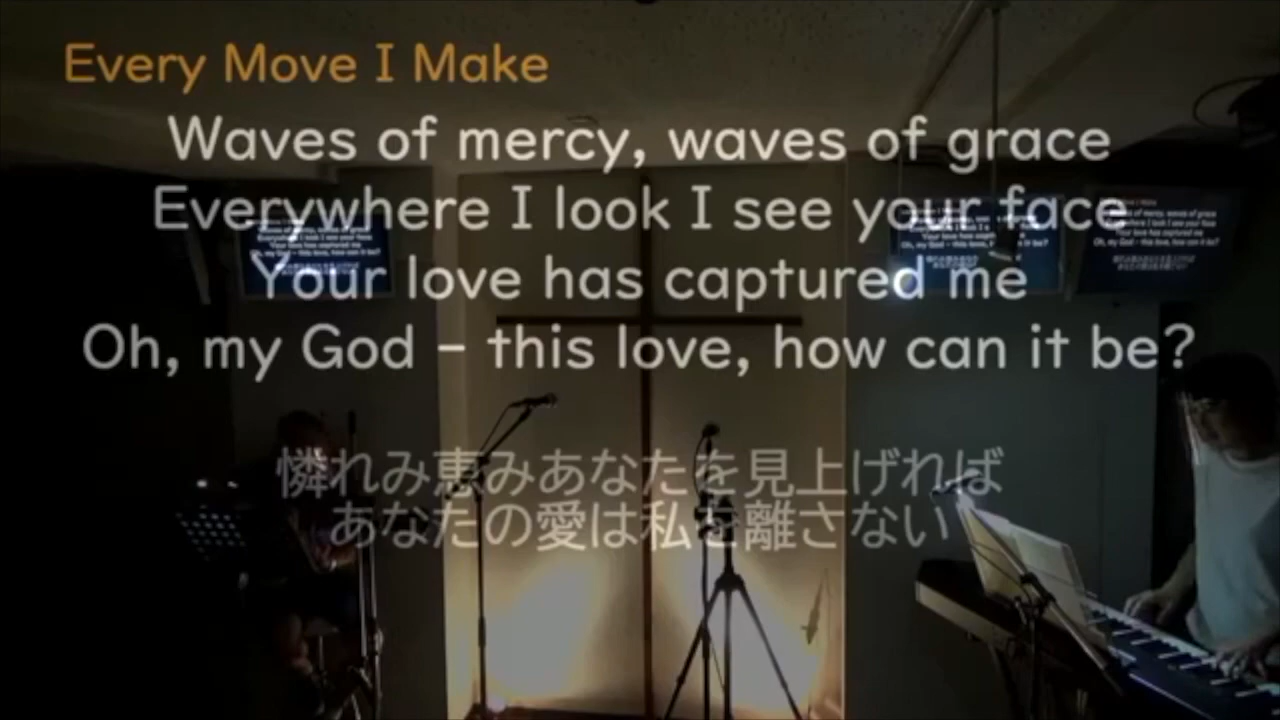 Every Move I Make
Waves of mercy, waves of grace
Everywhere I look I see your face
Your love has captured me
Oh, my God – this love, how can it be?
憐れみ恵みあなたを見上げれば
あなたの愛は私を離さない